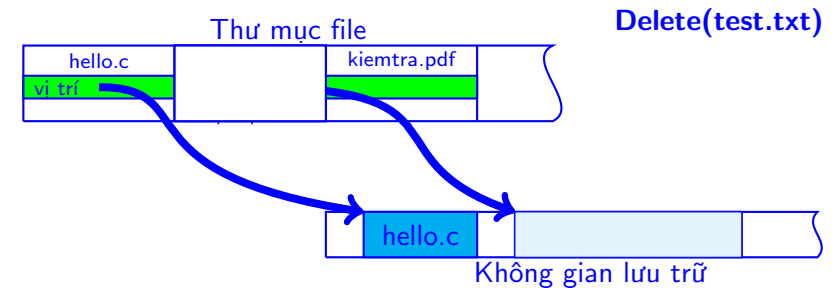 Thư mục file
Delete(test.txt)
hello.c
kiemtra.pdf
vị trí
hello.c
Không gian lưu trữ